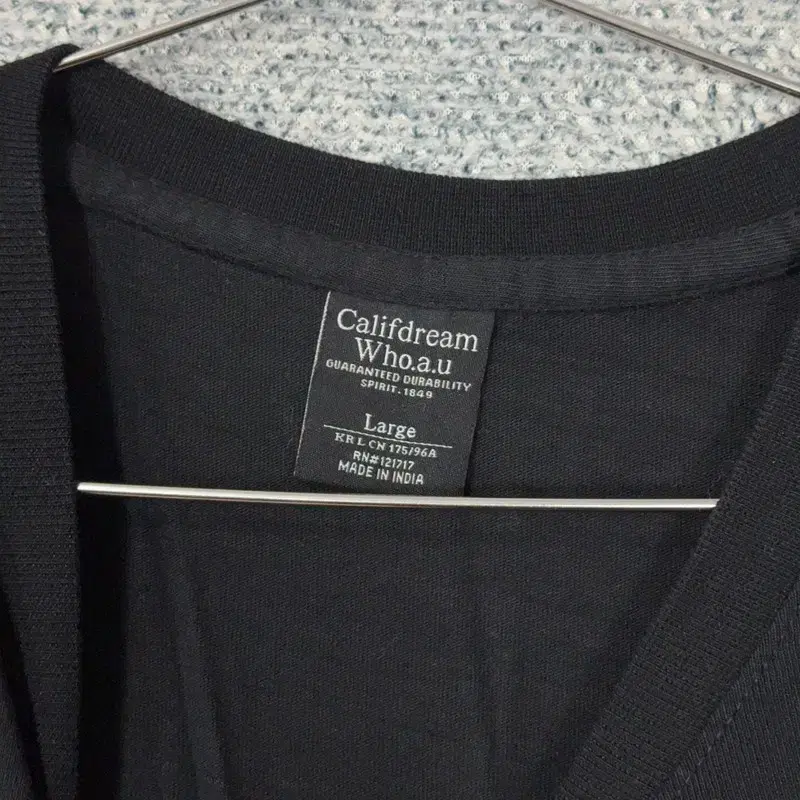 Califdream
Who.a.u
GUARANTEED DURABILITY
SPIRIT.1849
Large
KR L CN 175/96A
RN#121717
MADE IN INDIA